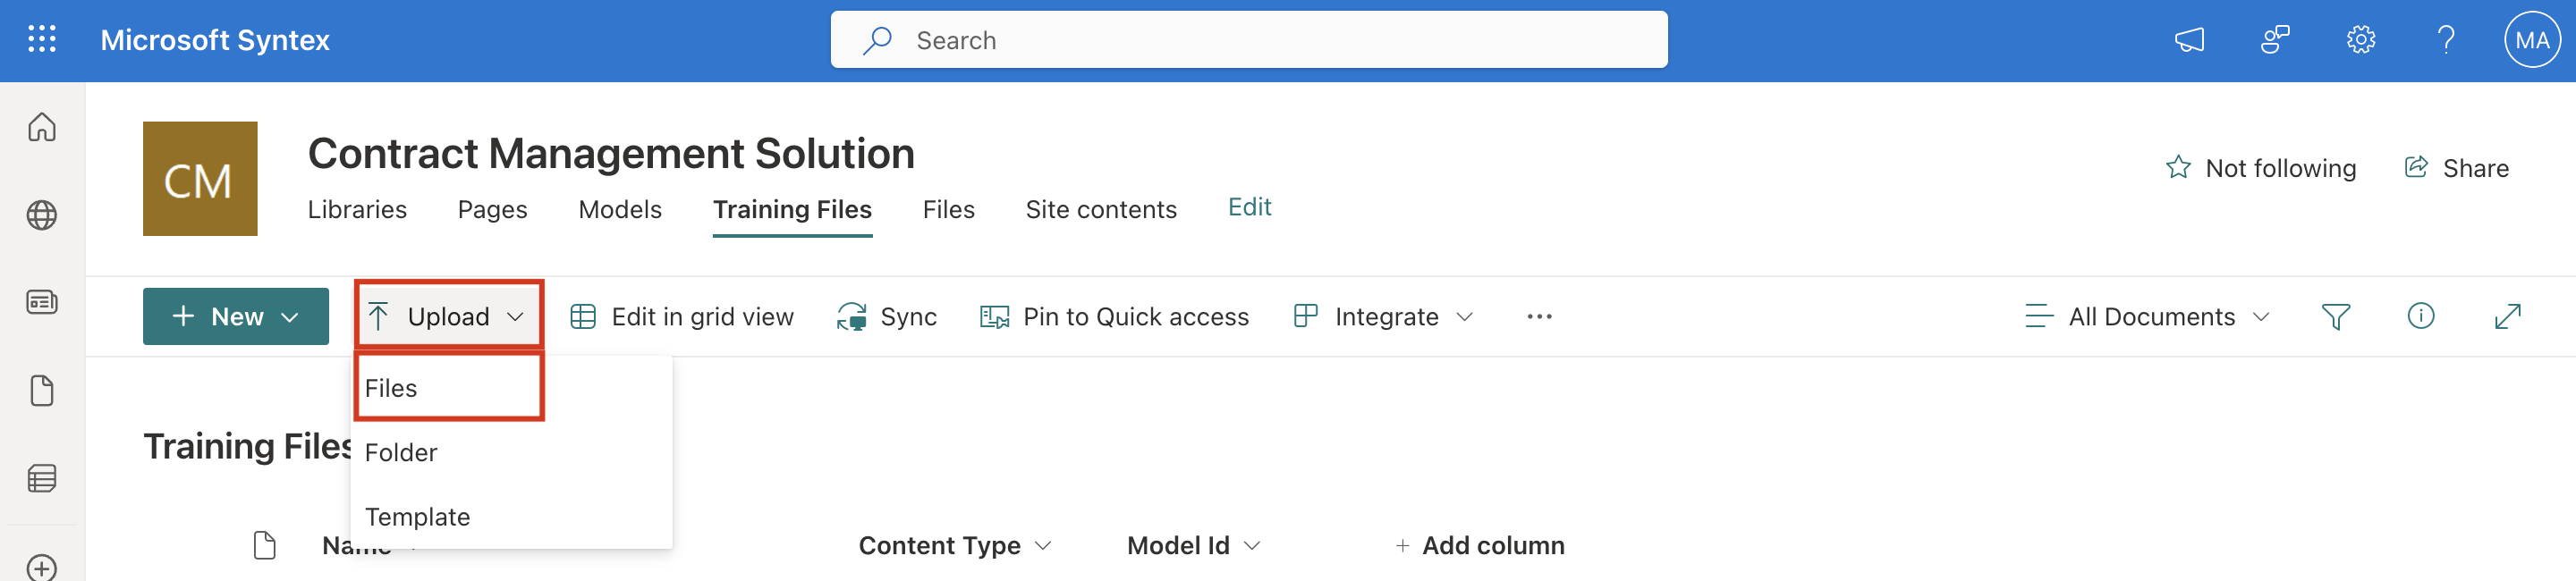 Microsoft Syntex
Search
MA
CM
Contract Management Solution
Not following
Share
Libraries
Pages
Models
Training Files
Files
Site contents
Edit
New
Upload
Edit in grid view
Sync
Pin to Quick access
Integrate
All Documents
Files
Training Files
Folder
Template
Name
Content Type
Model Id
Add column